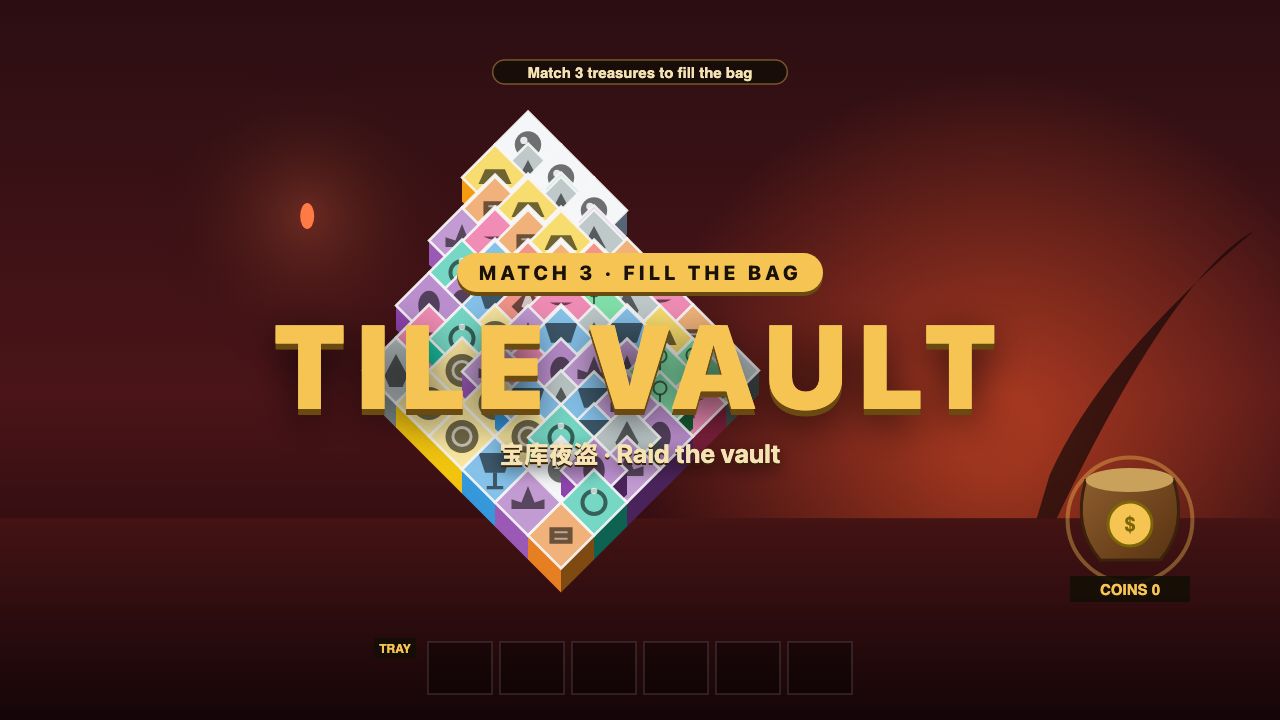 Match 3 treasures to fill the bag
MATCH 3 · FILL THE BAG
TILE VAULT
宝库夜盗 · Raid the vault
$
COINS 0
TRAY